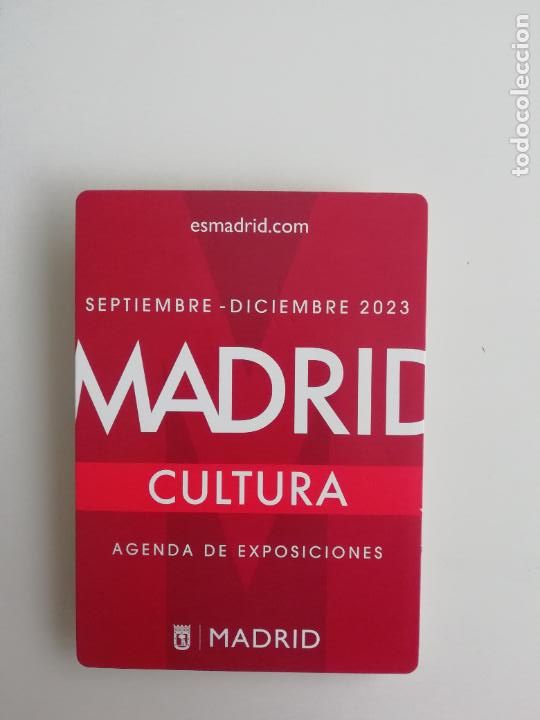 esmadrid.com
SEPTIEMBRE - DICIEMBRE 2023
MADRID
CULTURA
AGENDA DE EXPOSICIONES
MADRID
todocoleccion